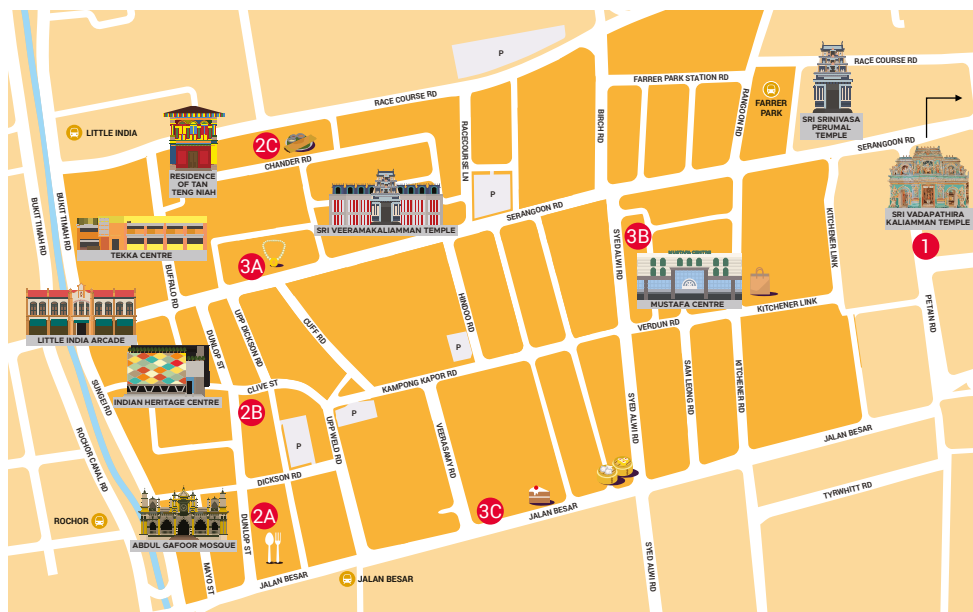 P
RACE COURSE RD
FARRER PARK STATION RD
RACE COURSE RD
FARRER
PARK
RANGOON RD
SRI SRINIVASA
PERUMAL
TEMPLE
LITTLE INDIA
BIRCH RD
RACECOURSE LN
2C
CHANDER RD
SERANGOON RD
RESIDENCE
OF TAN
TENG NIAH
P
BUKIT TIMAH RD
BUKIT TIMAH RD
SERANGOON RD
SRI VEERAMAKALIAMMAN TEMPLE
SRI VADAPATHIRA
KALIAMMAN TEMPLE
KITCHENER LINK
1
3B
SYED ALWI RD
MUSTAFA CENTRE
MUSTAFA CENTRE
TEKKA CENTRE
3A
BUFFALO RD
KITCHENER LINK
PETAIN RD
LITTLE INDIA ARCADE
DUNLOP ST
UPP DICKSON RD
CUFF RD
HINDOO RD
VERDUN RD
P
SAM LEONG RD
KITCHENER RD
INDIAN HERITAGE CENTRE
CLIVE ST
KAMPONG KAPOR RD
SUNGEI RD
2B
P
P
UPP WELD RD
VEERASAMY RD
SYED ALWI RD
JALAN BESAR
ROCHOR CANAL RD
DICKSON RD
TYRWHITT RD
ROCHOR
ABDUL GAFOOR MOSQUE
2A
DUNLOP ST
3C
JALAN BESAR
SYED ALWI RD
MAYO ST
JALAN BESAR
JALAN BESAR